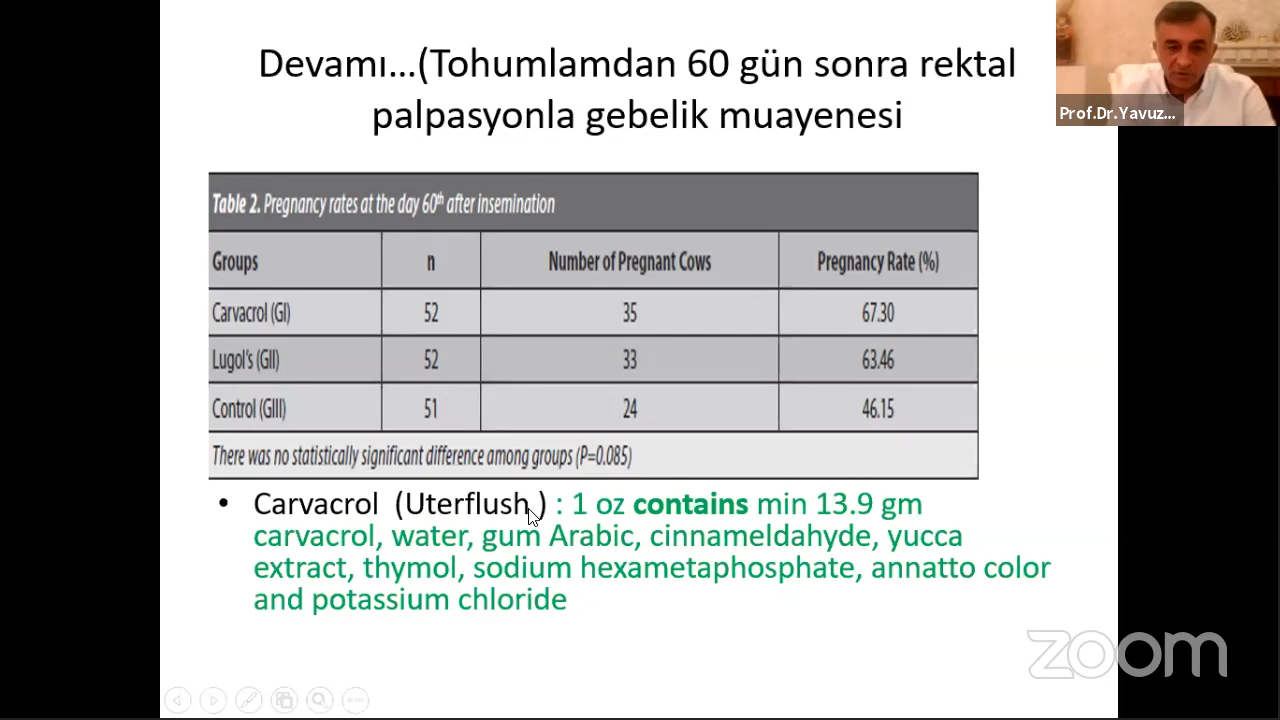 Devamı...(Tohumlamdan 60 gün sonra rektal
palpasyonla gebelik muayenesi
Prof.Dr.Yavuz...
Table 2. Pregnancy rates at the day 60th after insemination
Groups n Number of Pregnant Cows Pregnancy Rate (%)
Carvacrol (GI) 52 35 67.30
Lugol's (GII) 52 33 63.46
Control (GIII) 51 24 46.15
There was no statistically significant difference among groups (P=0.085)
• Carvacrol (Uterflush ) : 1 oz contains min 13.9 gm
carvacrol, water, gum Arabic, cinnameldahyde, yucca
extract, thymol, sodium hexametaphosphate, annatto color
and potassium chloride
zoom